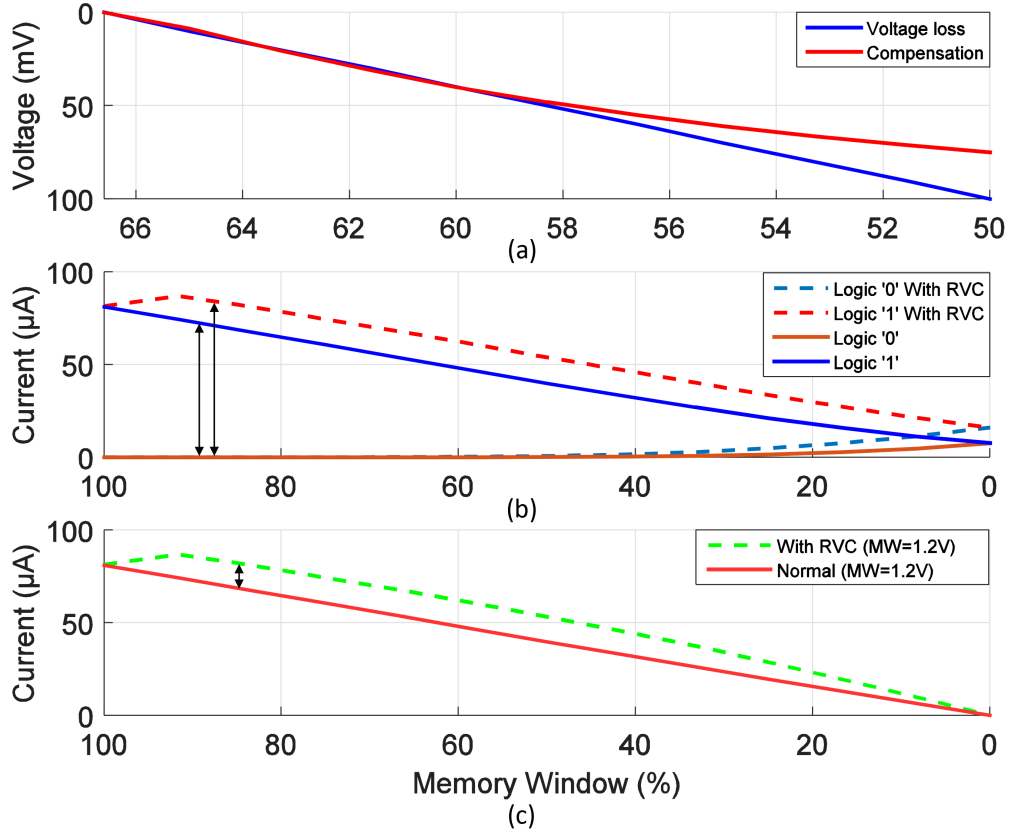 0
50
100
Voltage (mV)
Voltage loss
Compensation
66 64 62 60 58 56 54 52 50
(a)
100
50
0
Current (μA)
Logic '0' With RVC
Logic '1' With RVC
Logic '0'
Logic '1'
100 80 60 40 20 0
(b)
100
50
0
Current (μA)
With RVC (MW=1.2V)
Normal (MW=1.2V)
100 80 60 40 20 0
Memory Window (%)
(c)